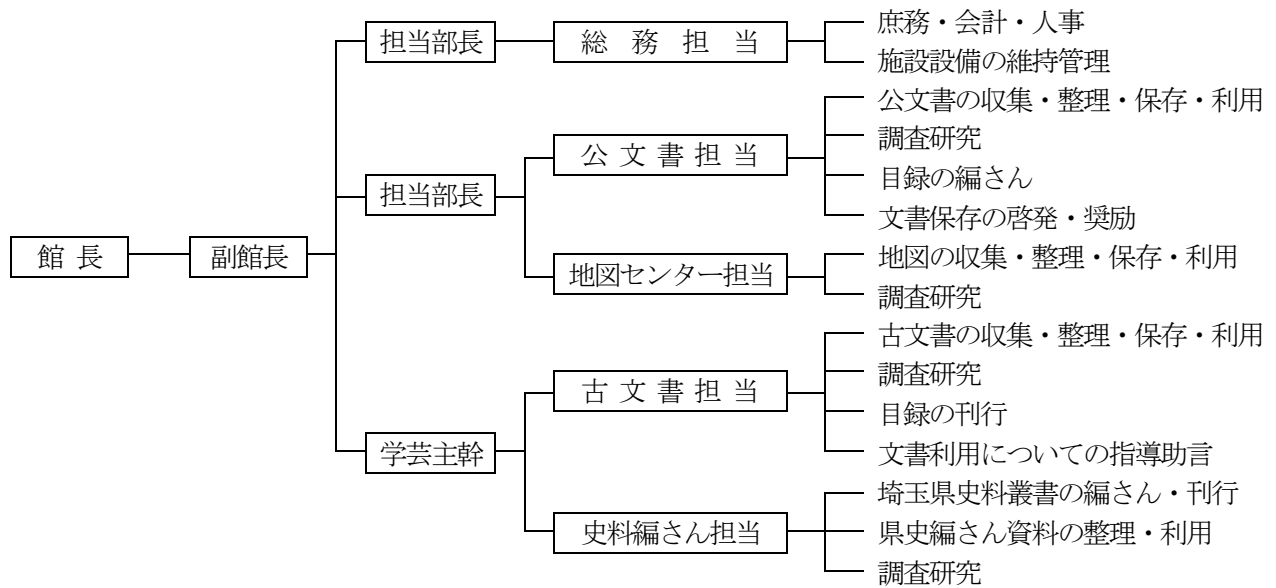 庶務・会計・人事
担当部長
総務担当
施設設備の維持管理
公文書の収集・整理・保存・利用
調査研究
公文書担当
目録の編さん
担当部長
文書保存の啓発・奨励
館長
副館長
地図の収集・整理・保存・利用
地図センター担当
調査研究
古文書の収集・整理・保存・利用
調査研究
古文書担当
目録の刊行
学芸主幹
文書利用についての指導助言
埼玉県史料叢書の編さん・刊行
史料編さん担当
県史編さん資料の整理・利用
調査研究